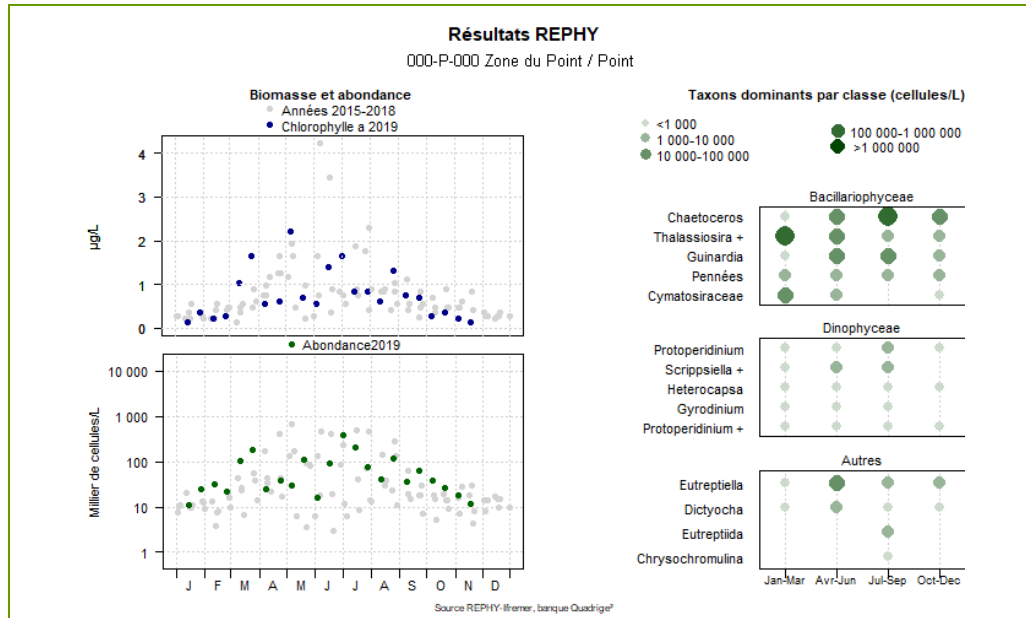 Résultats REPHY
000-P-000 Zone du Point / Point
Biomasse et abondance
Années 2015-2018
Chlorophylle a 2019
µg/L
4
3
2
1
0
Abondance2019
Millier de cellules/L
10 000
1 000
100
10
1
J F M A M J J A S O N D
Taxons dominants par classe (cellules/L)
<1 000
1 000-10 000
10 000-100 000
100 000-1 000 000
>1 000 000
Bacillariophyceae
Chaetoceros
Thalassiosira +
Guinardia
Pennées
Cymatosiraceae
Dinophyceae
Protoperidinium
Scrippsiella +
Heterocapsa
Gyrodinium
Protoperidinium +
Autres
Eutreptiella
Dictyocha
Eutreptiida
Chrysochromulina
Jan-Mar Avr-Jun Jul-Sep Oct-Dec
Source REPHY-Ifremer, banque Quadrige²